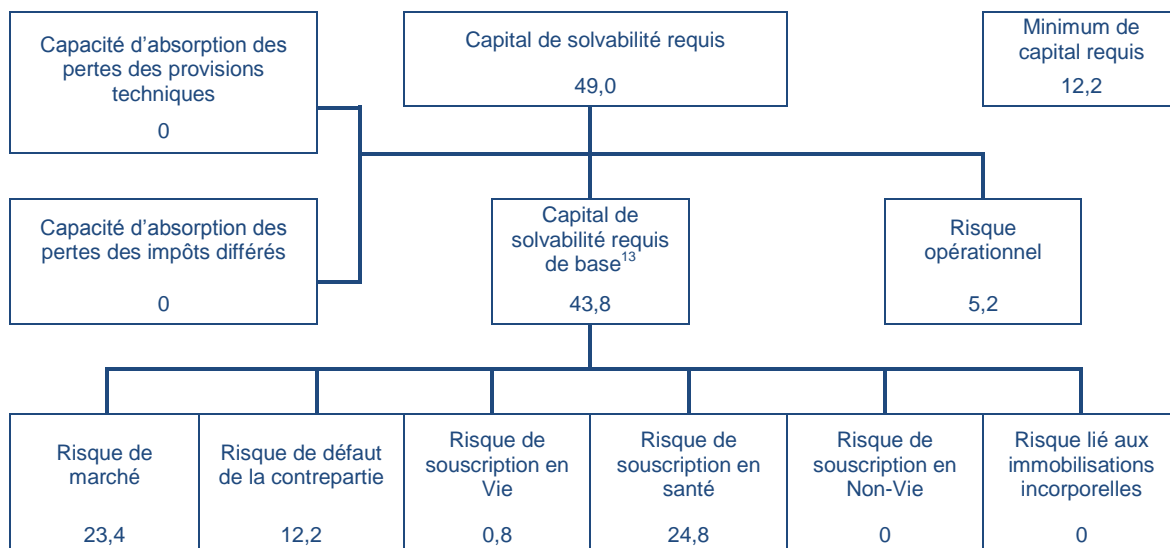 Capacité d'absorption des
pertes des provisions
techniques
0
Capital de solvabilité requis
49,0
Minimum de
capital requis
12,2
Capacité d'absorption des
pertes des impôts différés
0
Capital de
solvabilité requis
de base13
43,8
Risque
opérationnel
5,2
Risque de
marché
23,4
Risque de défaut
de la contrepartie
12,2
Risque de
souscription en
Vie
0,8
Risque de
souscription en
santé
24,8
Risque de
souscription en
Non-Vie
0
Risque lié aux
immobilisations
incorporelles
0